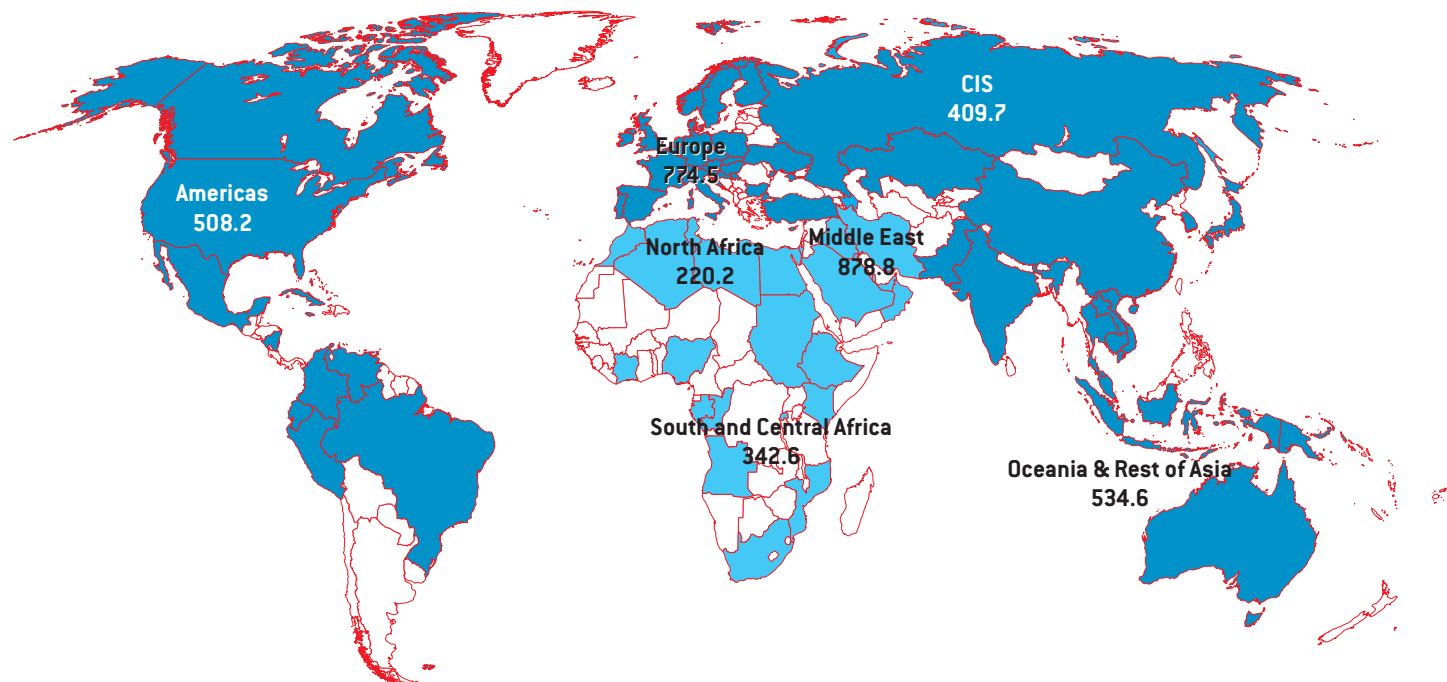 CIS
409.7
Europe
774.5
Americas
508.2
North Africa
220.2
Middle East
878.8
South and Central Africa
342.6
Oceania & Rest of Asia
534.6